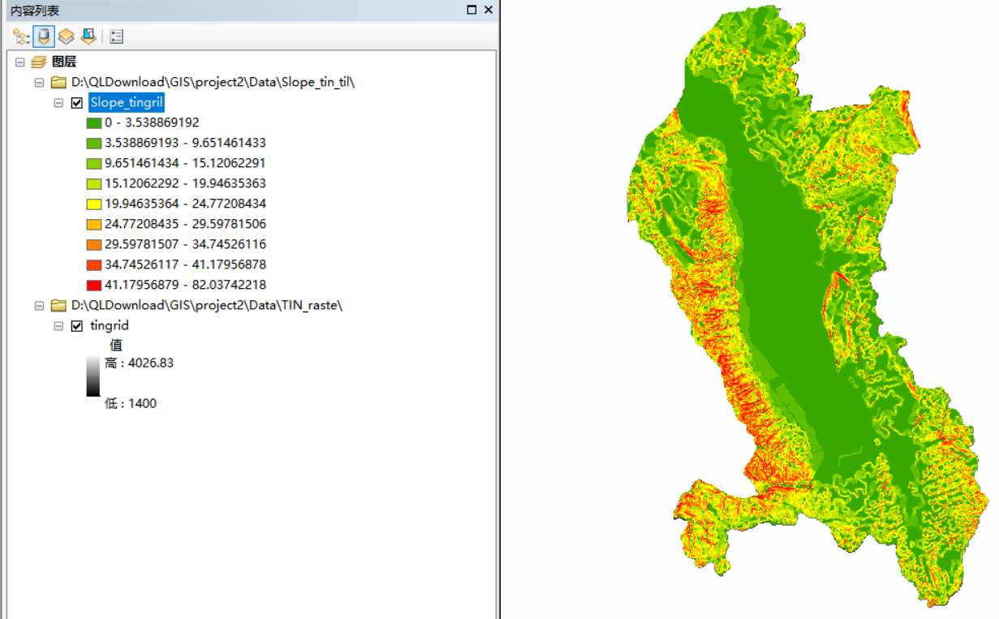 内容列表
图层
D:\QLDownload\GIS\project2\Data\Slope_tin_til\
Slope_tingril
0 - 3.538869192
3.538869193 - 9.651461433
9.651461434 - 15.12062291
15.12062292 - 19.94635363
19.94635364 - 24.77208434
24.77208435 - 29.59781506
29.59781507 - 34.74526116
34.74526117 - 41.17956878
41.17956879 - 82.03742218
D:\QLDownload\GIS\project2\Data\TIN_raste\
tingrid
值
高 : 4026.83
低 : 1400